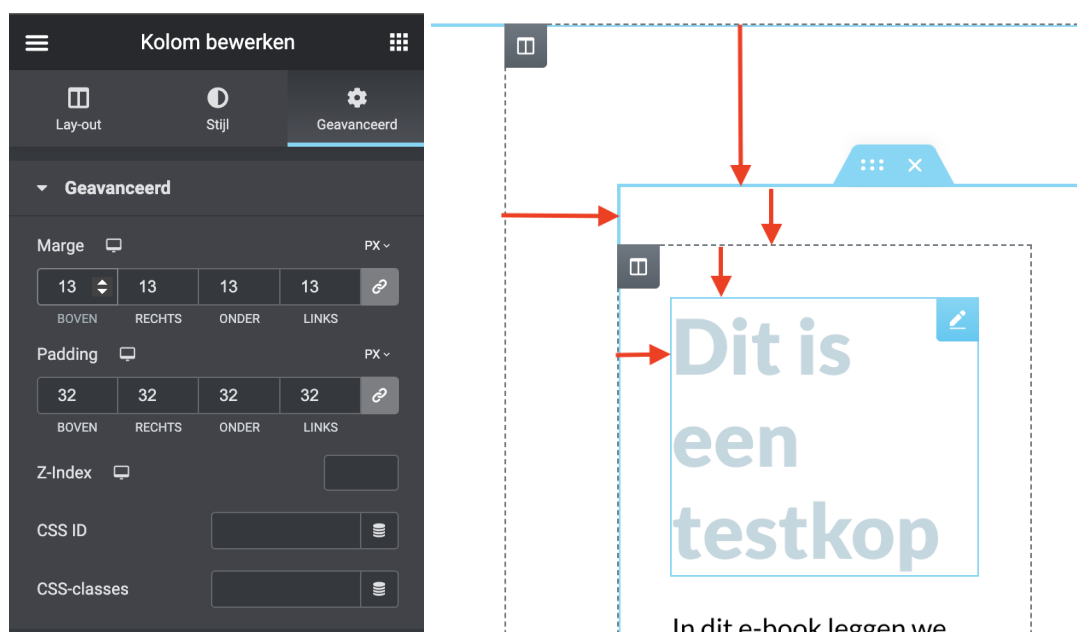 Kolom bewerken
Lay-out Stijl Geavanceerd
Geavanceerd
Marge PX
13 13 13 13
BOVEN RECHTS ONDER LINKS
Padding PX
32 32 32 32
BOVEN RECHTS ONDER LINKS
Z-Index
CSS ID
CSS-classes
Dit is
een
testkop
In dit e-book leggen we